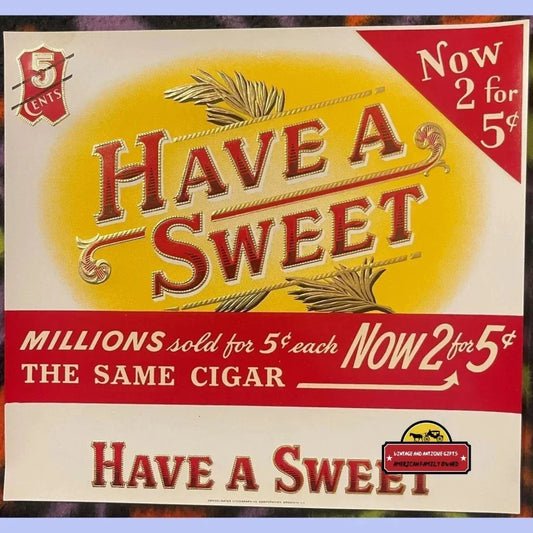 5
CENTS
Now
2 for
5¢
HAVE A
SWEET
MILLIONS sold for 5¢ each NOW 2 for 5¢
THE SAME CIGAR
HAVE A SWEET
VINTAGE AND ANTIQUE GIFTS
AMERICAN FAMILY OWNED